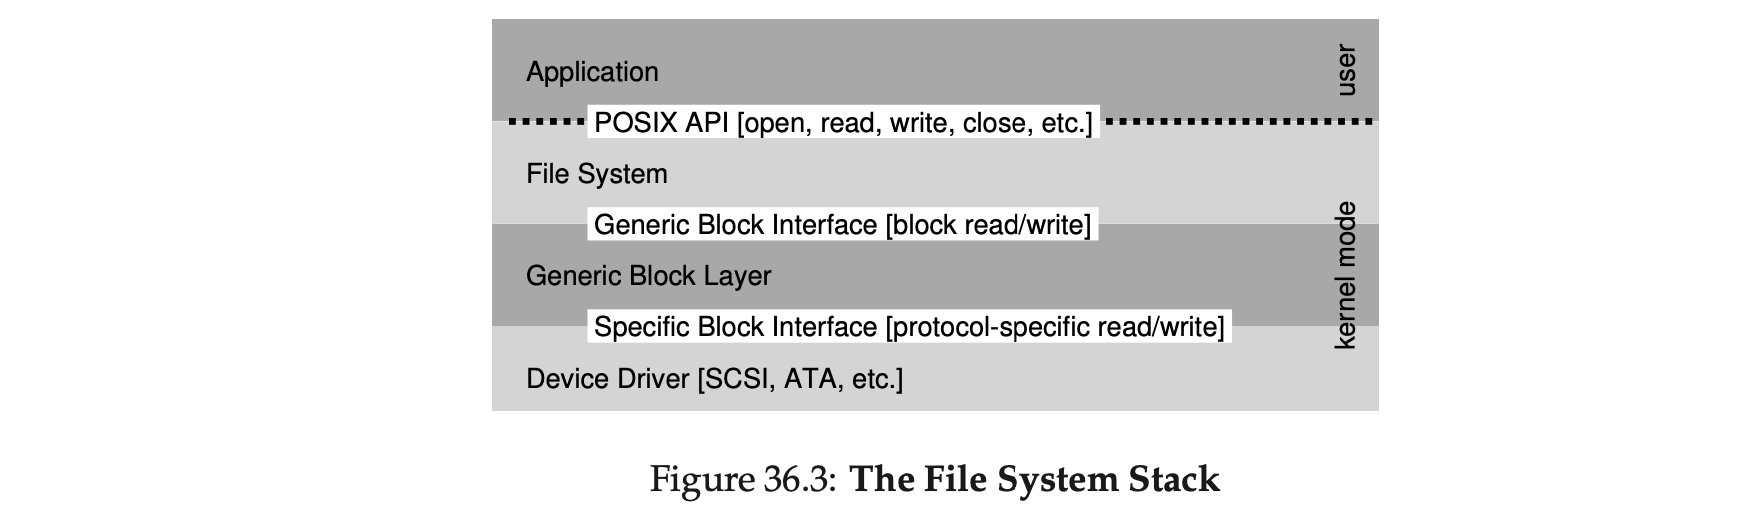 Application
user
POSIX API [open, read, write, close, etc.]
File System
Generic Block Interface [block read/write]
Generic Block Layer
kernel mode
Specific Block Interface [protocol-specific read/write]
Device Driver [SCSI, ATA, etc.]
Figure 36.3: The File System Stack